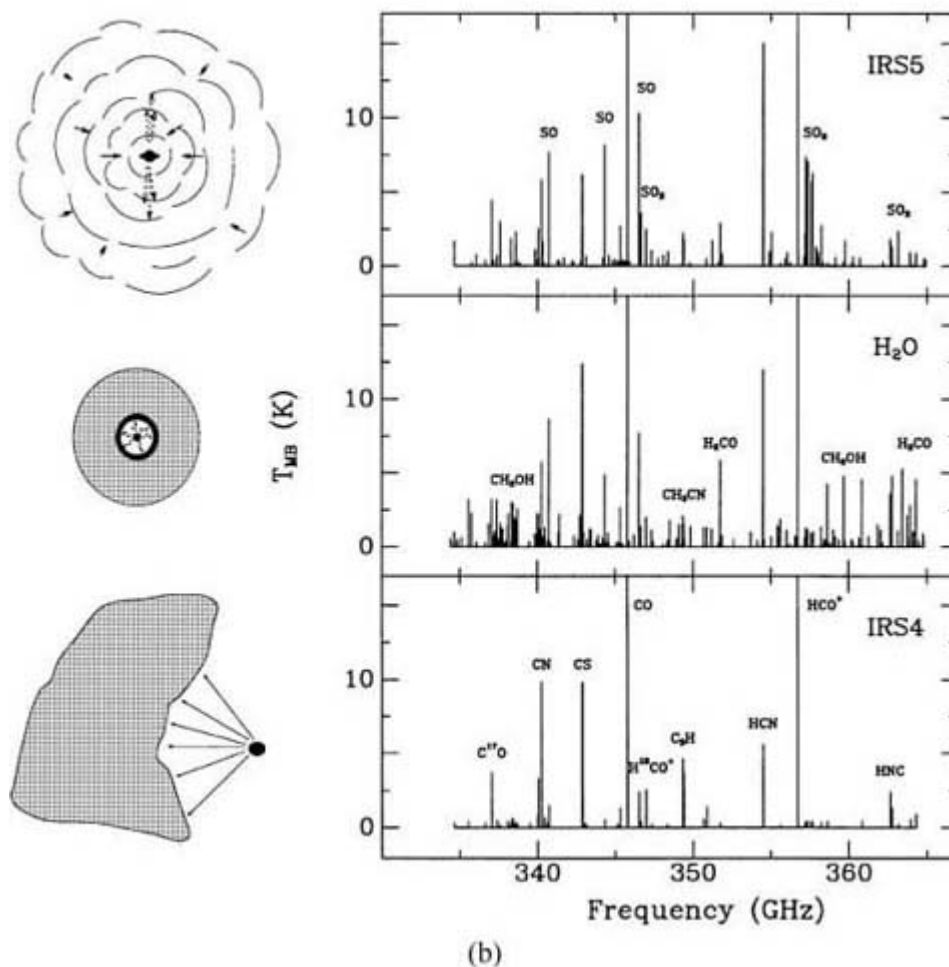 IRS5
SO
SO
SO
SO₂
SO₂
SO₂
10
0
H₂O
10
0
CH₃OH
CH₃CN
H₂CO
CH₃OH
H₂CO
T_MB (K)
IRS4
CO
HCO⁺
CN
CS
10
C¹⁷O
H¹³CO⁺
C₂H
HCN
HNC
0
340
350
360
Frequency (GHz)
(b)